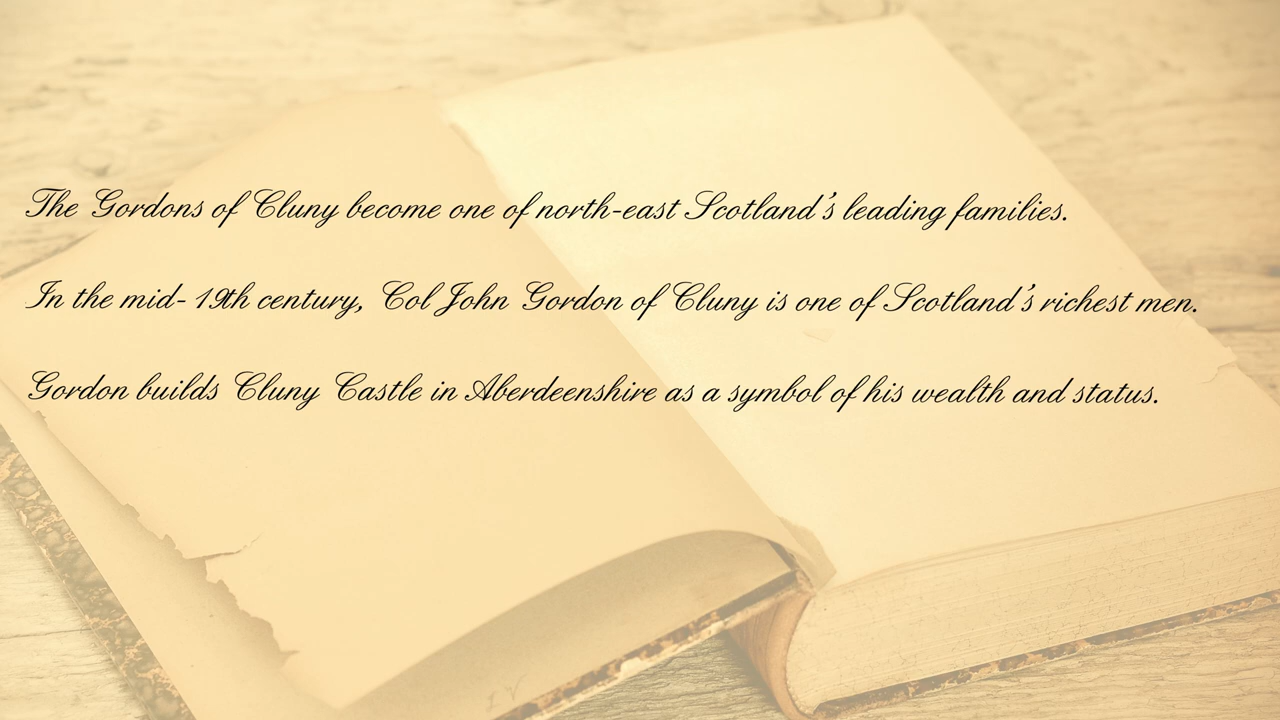 The Gordons of Cluny become one of north-east Scotland's leading families.
In the mid- 19th century, Col John Gordon of Cluny is one of Scotland's richest men.
Gordon builds Cluny Castle in Aberdeenshire as a symbol of his wealth and status.